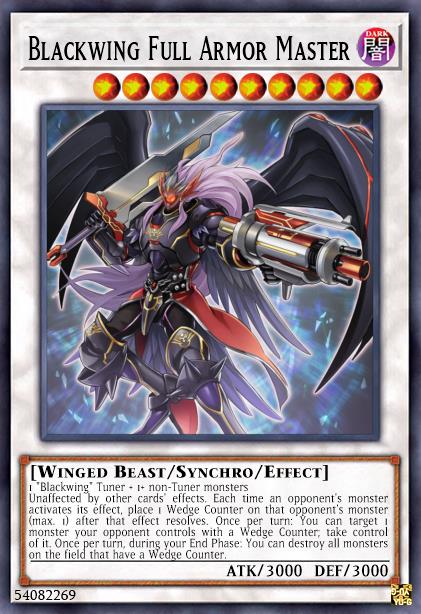 Blackwing Full Armor Master
DARK
闇
[Winged Beast/Synchro/Effect]
1 "Blackwing" Tuner + 1+ non-Tuner monsters
Unaffected by other cards' effects. Each time an opponent's monster
activates its effect, place 1 Wedge Counter on that opponent's monster
(max. 1) after that effect resolves. Once per turn: You can target 1
monster your opponent controls with a Wedge Counter; take control
of it. Once per turn, during your End Phase: You can destroy all monsters
on the field that have a Wedge Counter.
ATK/3000 DEF/3000
54082269